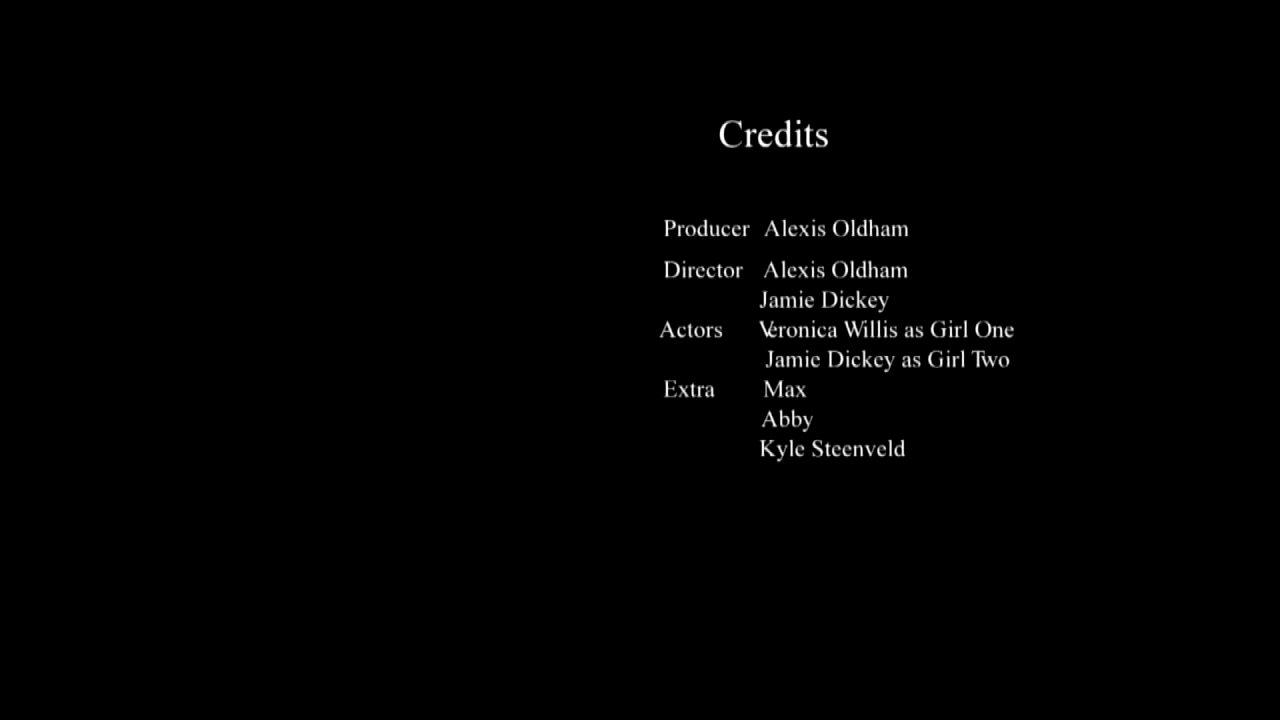 Credits
Producer Alexis Oldham
Director Alexis Oldham
Jamie Dickey
Actors Veronica Willis as Girl One
Jamie Dickey as Girl Two
Extra Max
Abby
Kyle Steenveld